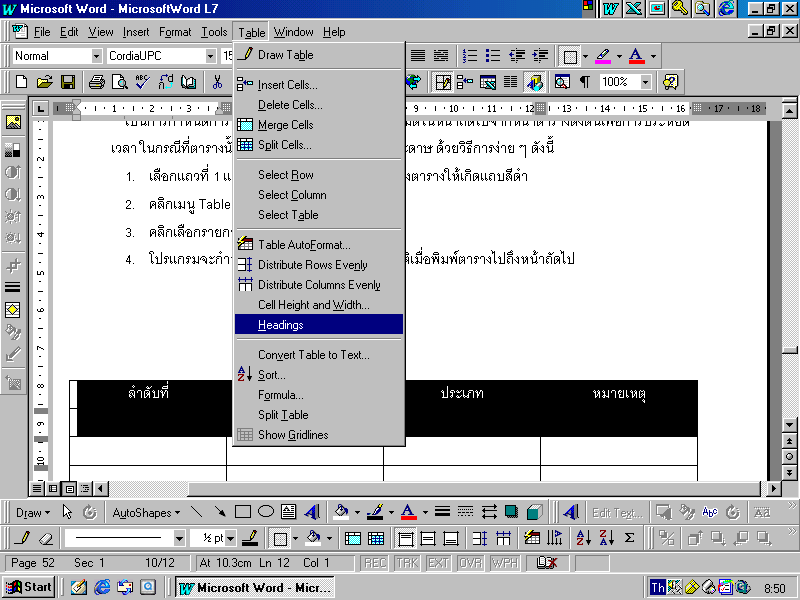 Microsoft Word - MicrosoftWord L7
File Edit View Insert Format Tools Table Window Help
Normal CordiaUPC 15
100%
Draw Table
Insert Cells...
Delete Cells...
Merge Cells
Split Cells...
Select Row
Select Column
Select Table
Table AutoFormat...
Distribute Rows Evenly
Distribute Columns Evenly
Cell Height and Width...
Headings
Convert Table to Text...
Sort...
Formula...
Split Table
Show Gridlines
เวลา ในกรณีที่ตารางนั้ ดาษ ด้วยวิธีการง่าย ๆ ดังนี้
1. เลือกแถวที่ 1 แ งตารางให้เกิดแถบสีดำ
2. คลิกเมนู Table
3. คลิกเลือกรายก
4. โปรแกรมจะกำ ติเมื่อพิมพ์ตารางไปถึงหน้าถัดไป
ลำดับที่ ประเภท หมายเหตุ
Draw AutoShapes Edit Text...
½ pt
Page 52 Sec 1 10/12 At 10.3cm Ln 12 Col 1 REC TRK EXT OVR WPH
Start Microsoft Word - Micr... Th 8:50